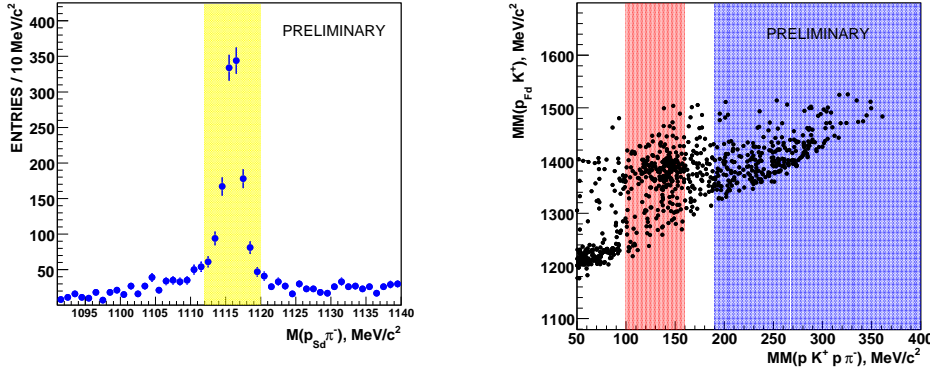 PRELIMINARY
ENTRIES / 10 MeV/c²
400
350
300
250
200
150
100
50
1095 1100 1105 1110 1115 1120 1125 1130 1135 1140
M(p_Sd π⁻), MeV/c²
PRELIMINARY
MM(p_Fd K⁺), MeV/c²
1600
1500
1400
1300
1200
1100
50 100 150 200 250 300 350 400
MM(p K⁺ p π⁻), MeV/c²